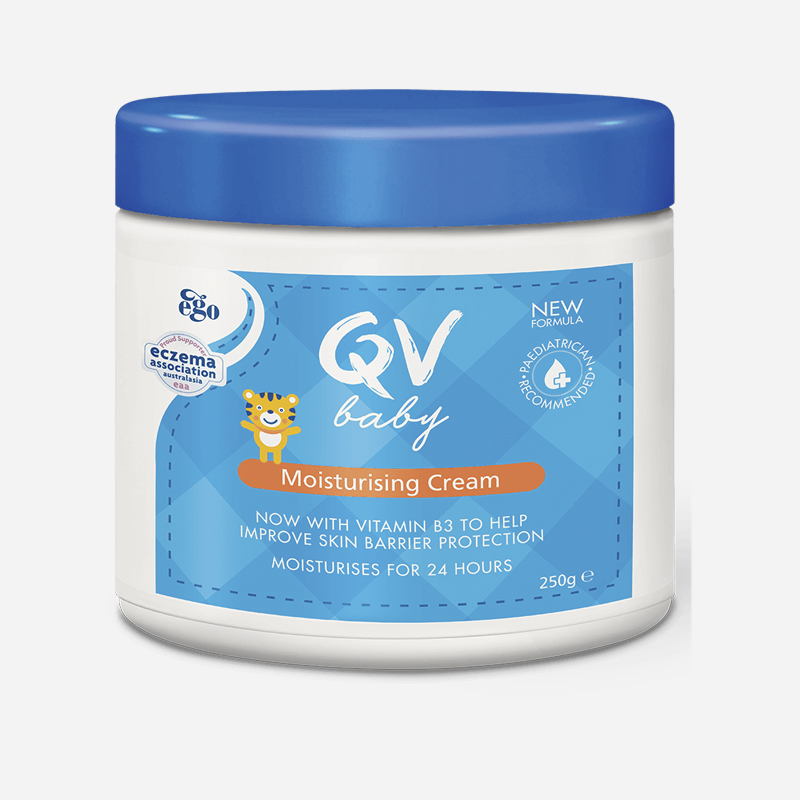 ego
Proud Supporter
eczema
association
australasia
eaa
QV
baby
NEW
FORMULA
• PAEDIATRICIAN •
RECOMMENDED
Moisturising Cream
NOW WITH VITAMIN B3 TO HELP
IMPROVE SKIN BARRIER PROTECTION
MOISTURISES FOR 24 HOURS
250g ℮